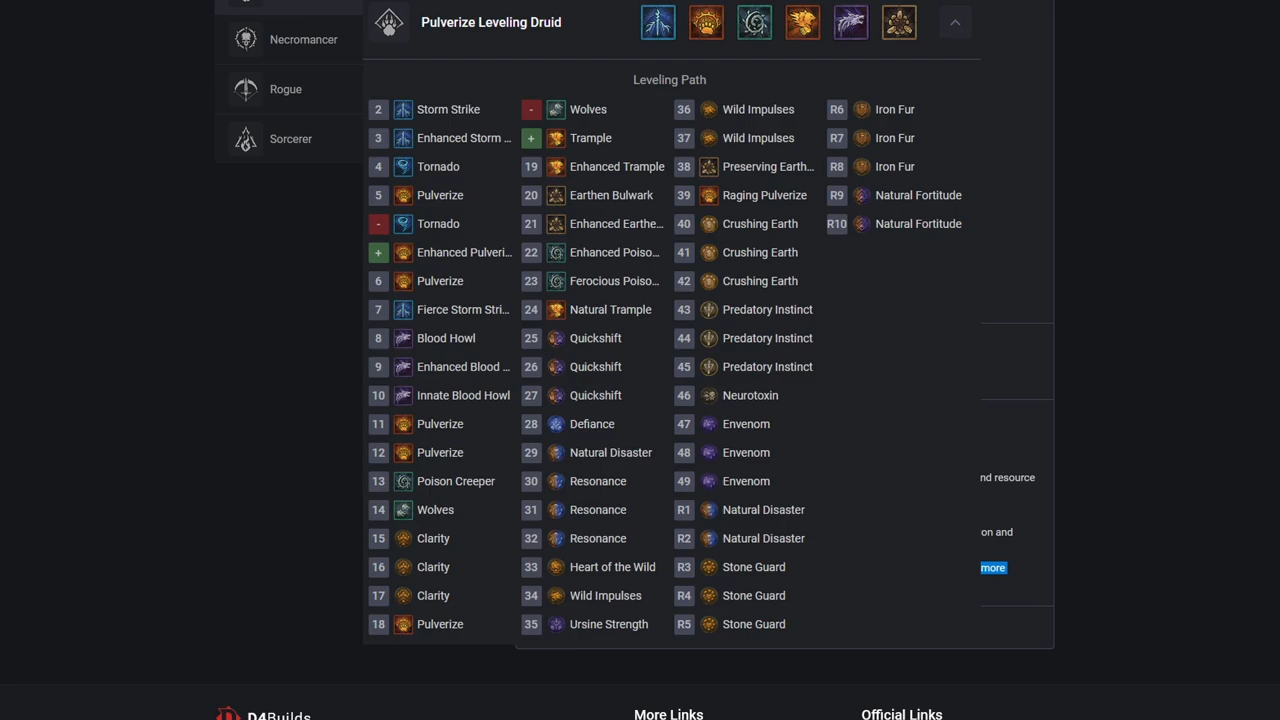 Pulverize Leveling Druid
Necromancer
Rogue
Sorcerer
Leveling Path
2 Storm Strike
3 Enhanced Storm ...
4 Tornado
5 Pulverize
- Tornado
+ Enhanced Pulveri...
6 Pulverize
7 Fierce Storm Stri...
8 Blood Howl
9 Enhanced Blood ...
10 Innate Blood Howl
11 Pulverize
12 Pulverize
13 Poison Creeper
14 Wolves
15 Clarity
16 Clarity
17 Clarity
18 Pulverize
- Wolves
+ Trample
19 Enhanced Trample
20 Earthen Bulwark
21 Enhanced Earthe...
22 Enhanced Poiso...
23 Ferocious Poiso...
24 Natural Trample
25 Quickshift
26 Quickshift
27 Quickshift
28 Defiance
29 Natural Disaster
30 Resonance
31 Resonance
32 Resonance
33 Heart of the Wild
34 Wild Impulses
35 Ursine Strength
36 Wild Impulses
37 Wild Impulses
38 Preserving Earth...
39 Raging Pulverize
40 Crushing Earth
41 Crushing Earth
42 Crushing Earth
43 Predatory Instinct
44 Predatory Instinct
45 Predatory Instinct
46 Neurotoxin
47 Envenom
48 Envenom
49 Envenom
R1 Natural Disaster
R2 Natural Disaster
R3 Stone Guard
R4 Stone Guard
R5 Stone Guard
R6 Iron Fur
R7 Iron Fur
R8 Iron Fur
R9 Natural Fortitude
R10 Natural Fortitude
nd resource
on and
more
D4Builds
More Links
Official Links